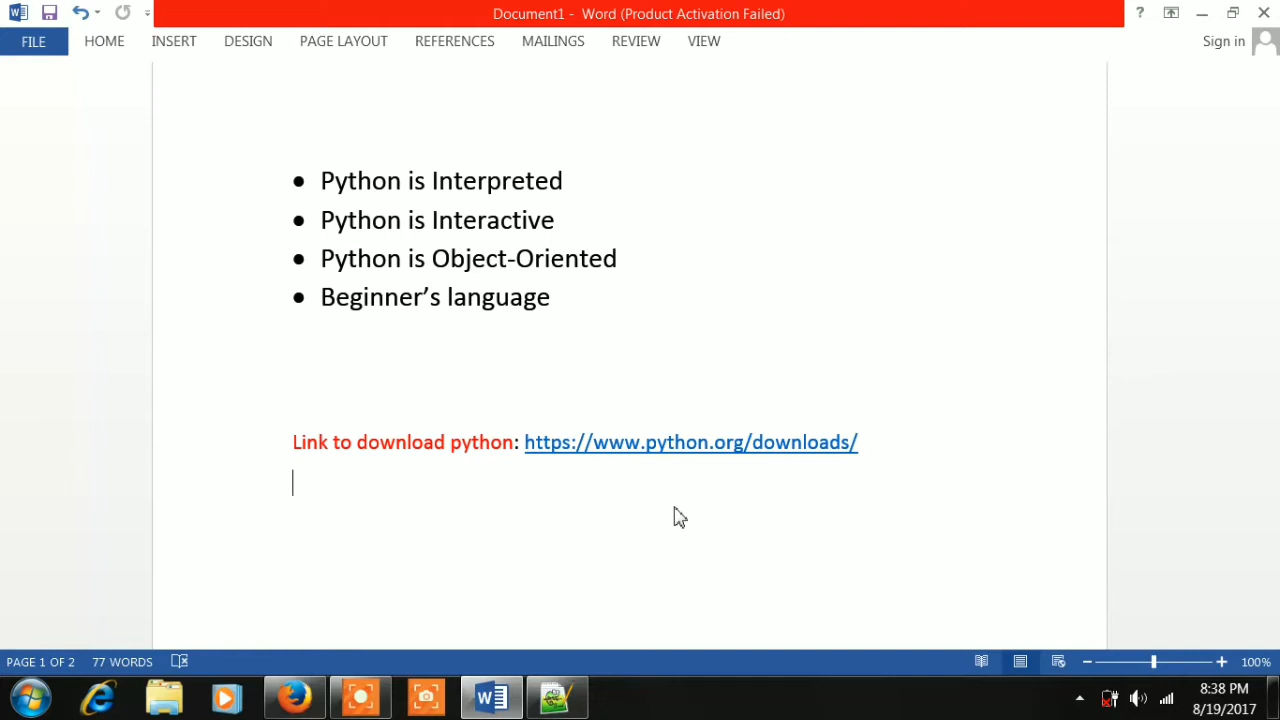 Document1 - Word (Product Activation Failed)
?
FILE HOME INSERT DESIGN PAGE LAYOUT REFERENCES MAILINGS REVIEW VIEW Sign in
• Python is Interpreted
• Python is Interactive
• Python is Object-Oriented
• Beginner’s language
Link to download python: https://www.python.org/downloads/
PAGE 1 OF 2 77 WORDS 100%
8:38 PM
8/19/2017